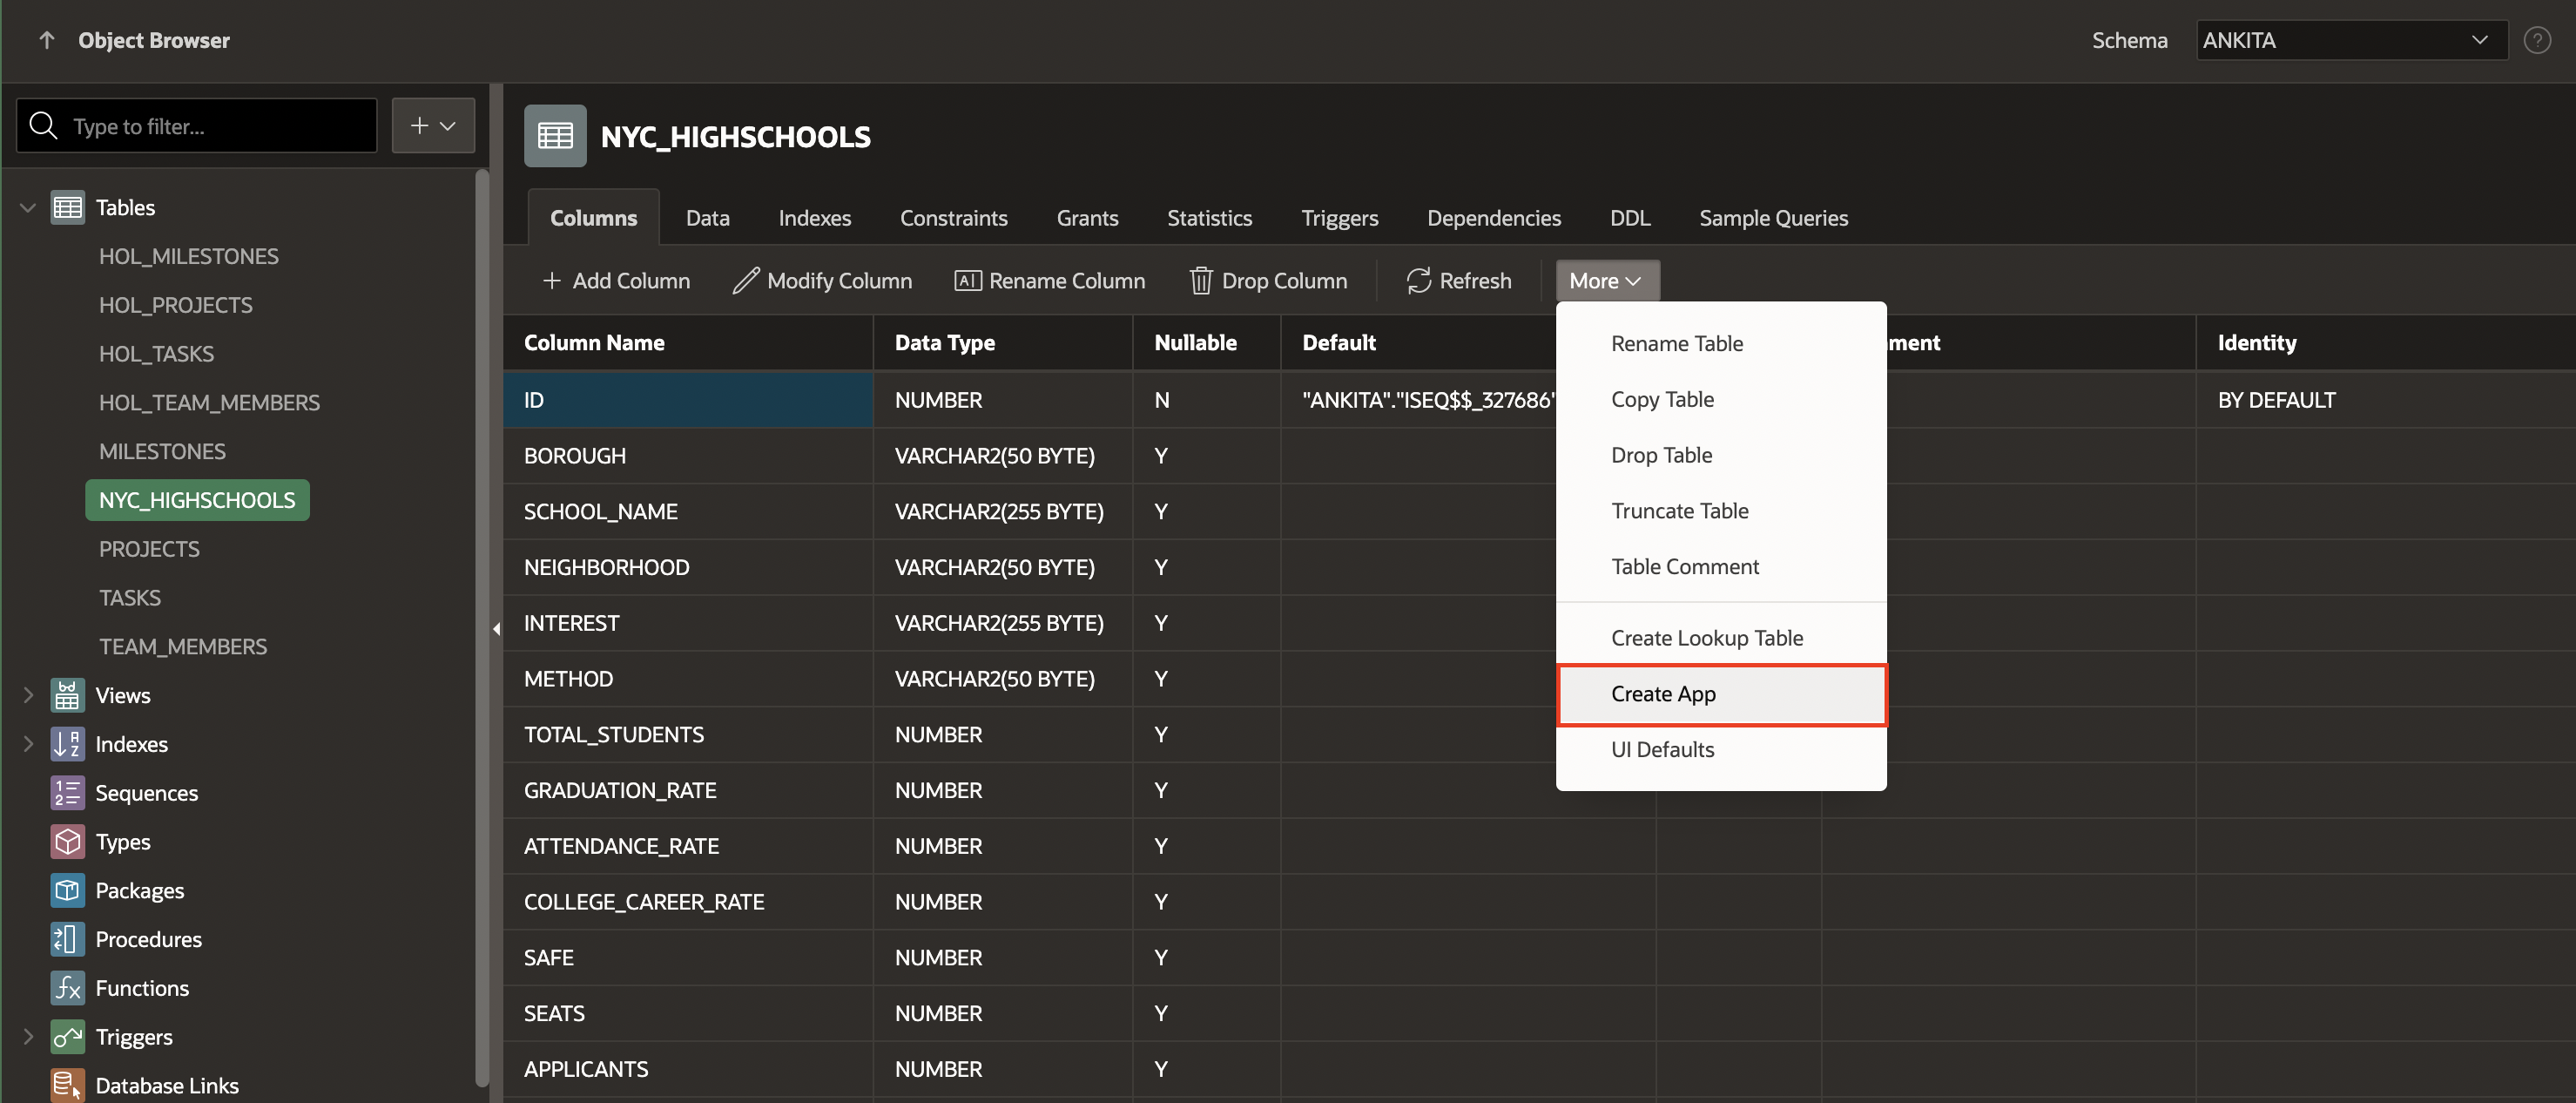 Object Browser
Schema
ANKITA
?
Type to filter...
Tables
HOL_MILESTONES
HOL_PROJECTS
HOL_TASKS
HOL_TEAM_MEMBERS
MILESTONES
NYC_HIGHSCHOOLS
PROJECTS
TASKS
TEAM_MEMBERS
Views
Indexes
Sequences
Types
Packages
Procedures
Functions
Triggers
Database Links
NYC_HIGHSCHOOLS
Columns Data Indexes Constraints Grants Statistics Triggers Dependencies DDL Sample Queries
Add Column Modify Column Rename Column Drop Column Refresh More
Column Name Data Type Nullable Default ment Identity
ID NUMBER N "ANKITA"."ISEQ$$_327686" BY DEFAULT
BOROUGH VARCHAR2(50 BYTE) Y
SCHOOL_NAME VARCHAR2(255 BYTE) Y
NEIGHBORHOOD VARCHAR2(50 BYTE) Y
INTEREST VARCHAR2(255 BYTE) Y
METHOD VARCHAR2(50 BYTE) Y
TOTAL_STUDENTS NUMBER Y
GRADUATION_RATE NUMBER Y
ATTENDANCE_RATE NUMBER Y
COLLEGE_CAREER_RATE NUMBER Y
SAFE NUMBER Y
SEATS NUMBER Y
APPLICANTS NUMBER Y
Rename Table
Copy Table
Drop Table
Truncate Table
Table Comment
Create Lookup Table
Create App
UI Defaults